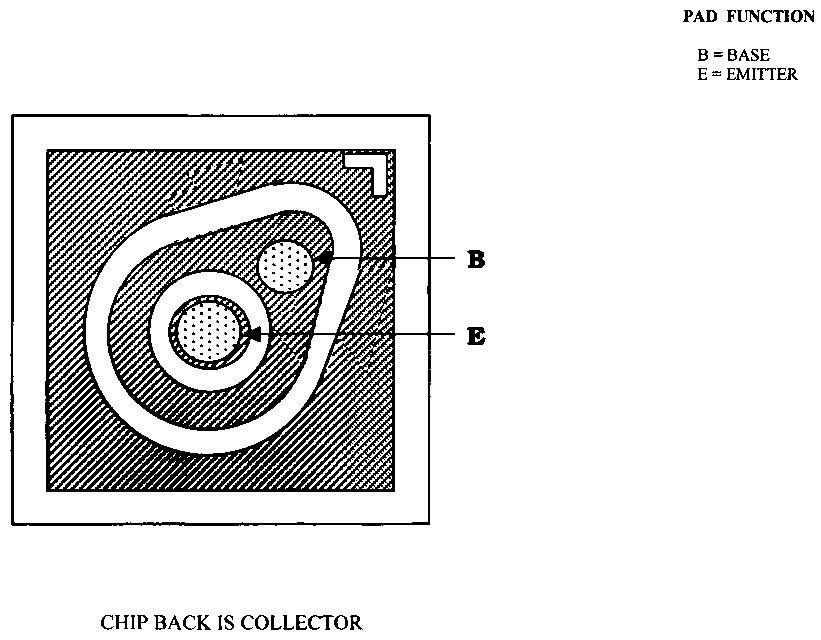 PAD FUNCTION
B = BASE
E = EMITTER
B
E
CHIP BACK IS COLLECTOR